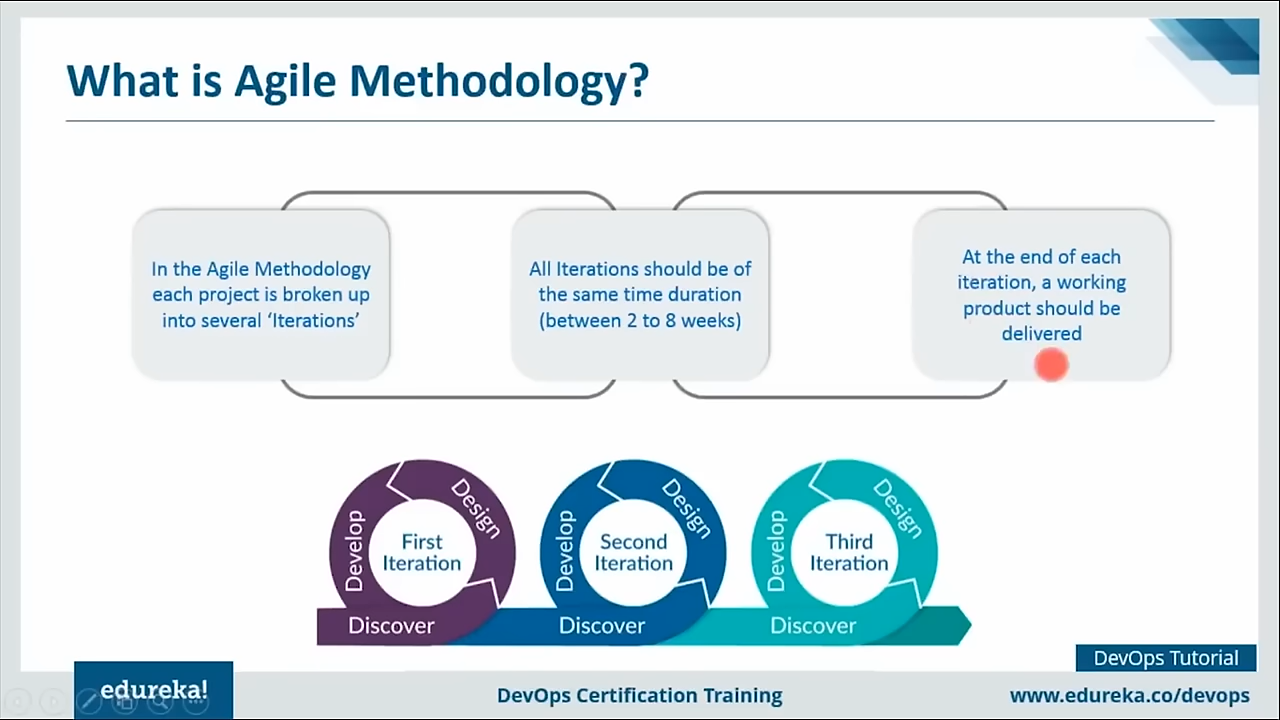 What is Agile Methodology?
In the Agile Methodology
each project is broken up
into several ‘Iterations’
All Iterations should be of
the same time duration
(between 2 to 8 weeks)
At the end of each
iteration, a working
product should be
delivered
Develop
Design
First
Iteration
Discover
Develop
Design
Second
Iteration
Discover
Develop
Design
Third
Iteration
Discover
DevOps Tutorial
edureka!
DevOps Certification Training
www.edureka.co/devops